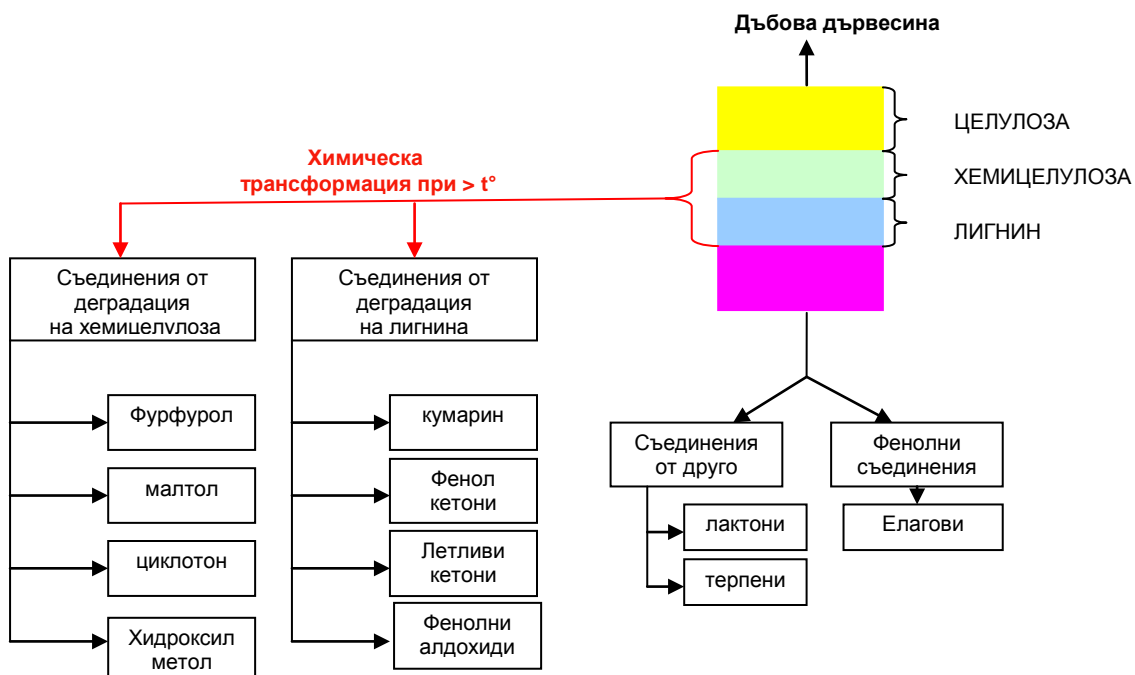 Дъбова дървесина
ЦЕЛУЛОЗА
ХЕМИЦЕЛУЛОЗА
ЛИГНИН
Химическа
трансформация при > t°
Съединения от
деградация
на хемицелулоза
Съединения от
деградация
на лигнина
Фурфурол
малтол
циклотон
Хидроксил
метол
кумарин
Фенол
кетони
Летливи
кетони
Фенолни
алдохиди
Съединения
от друго
лактони
терпени
Фенолни
съединения
Елагови